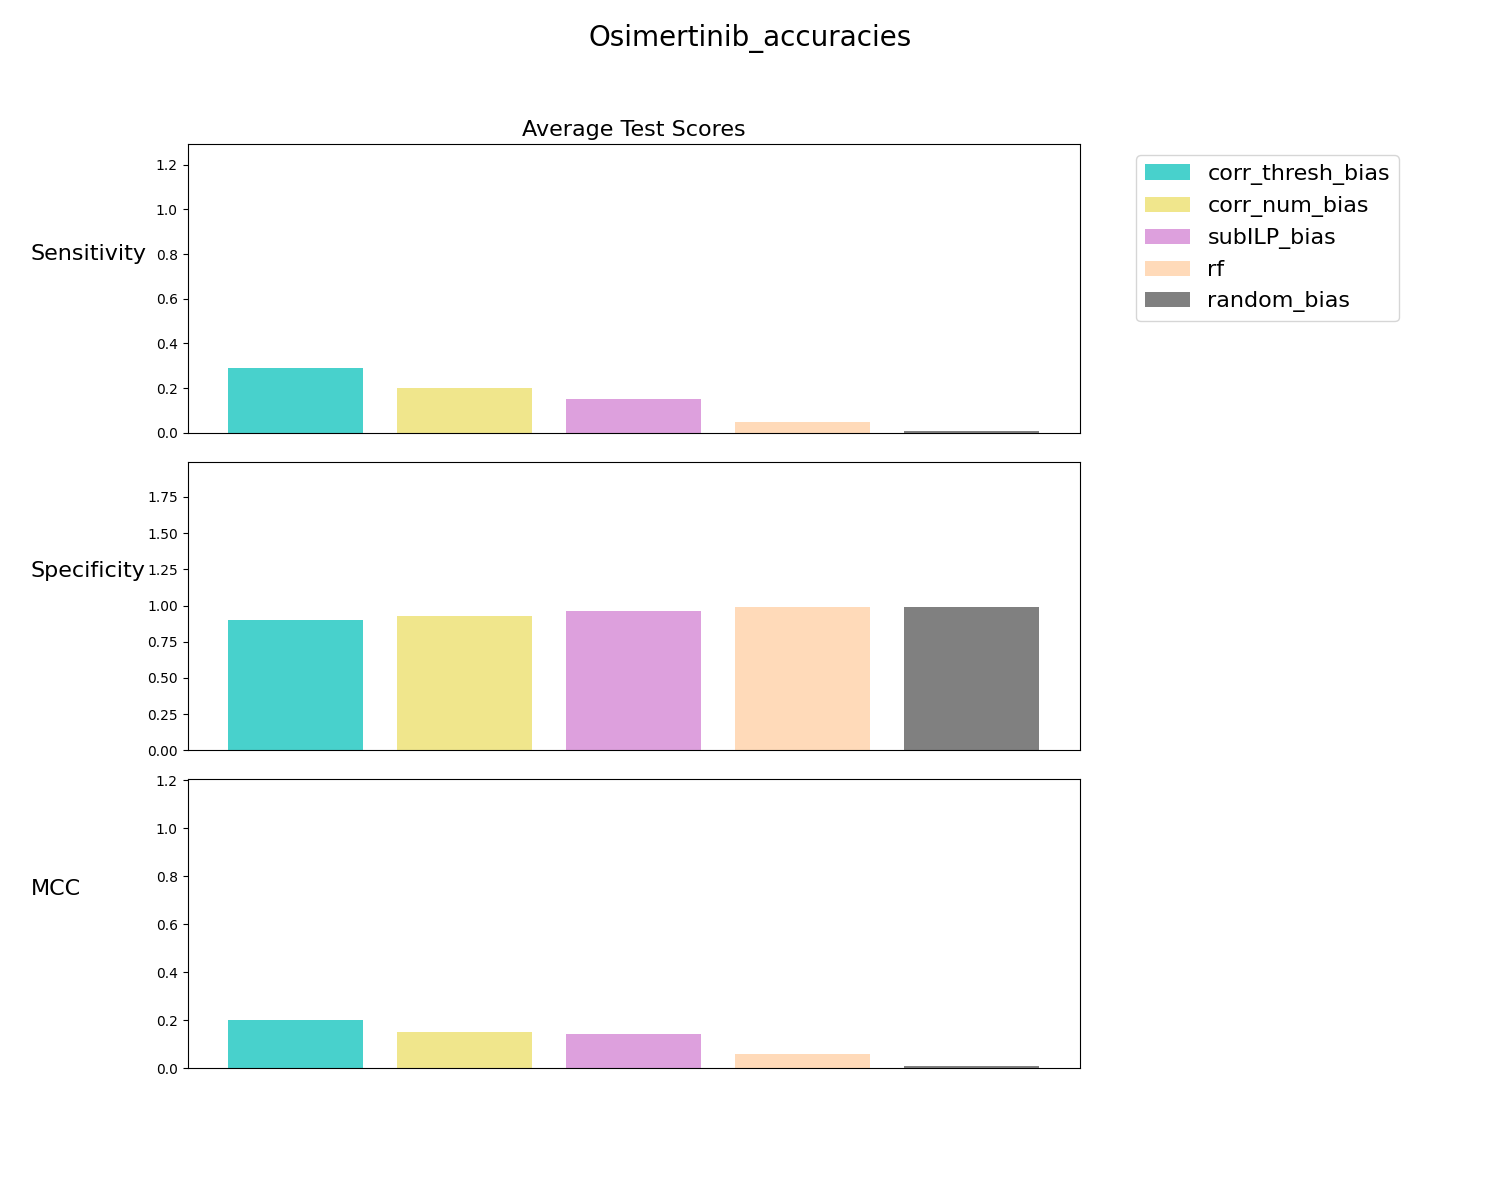 Osimertinib_accuracies
Average Test Scores
Sensitivity
1.2
1.0
0.8
0.6
0.4
0.2
0.0
corr_thresh_bias
corr_num_bias
subILP_bias
rf
random_bias
Specificity
1.75
1.50
1.25
1.00
0.75
0.50
0.25
0.00
MCC
1.2
1.0
0.8
0.6
0.4
0.2
0.0